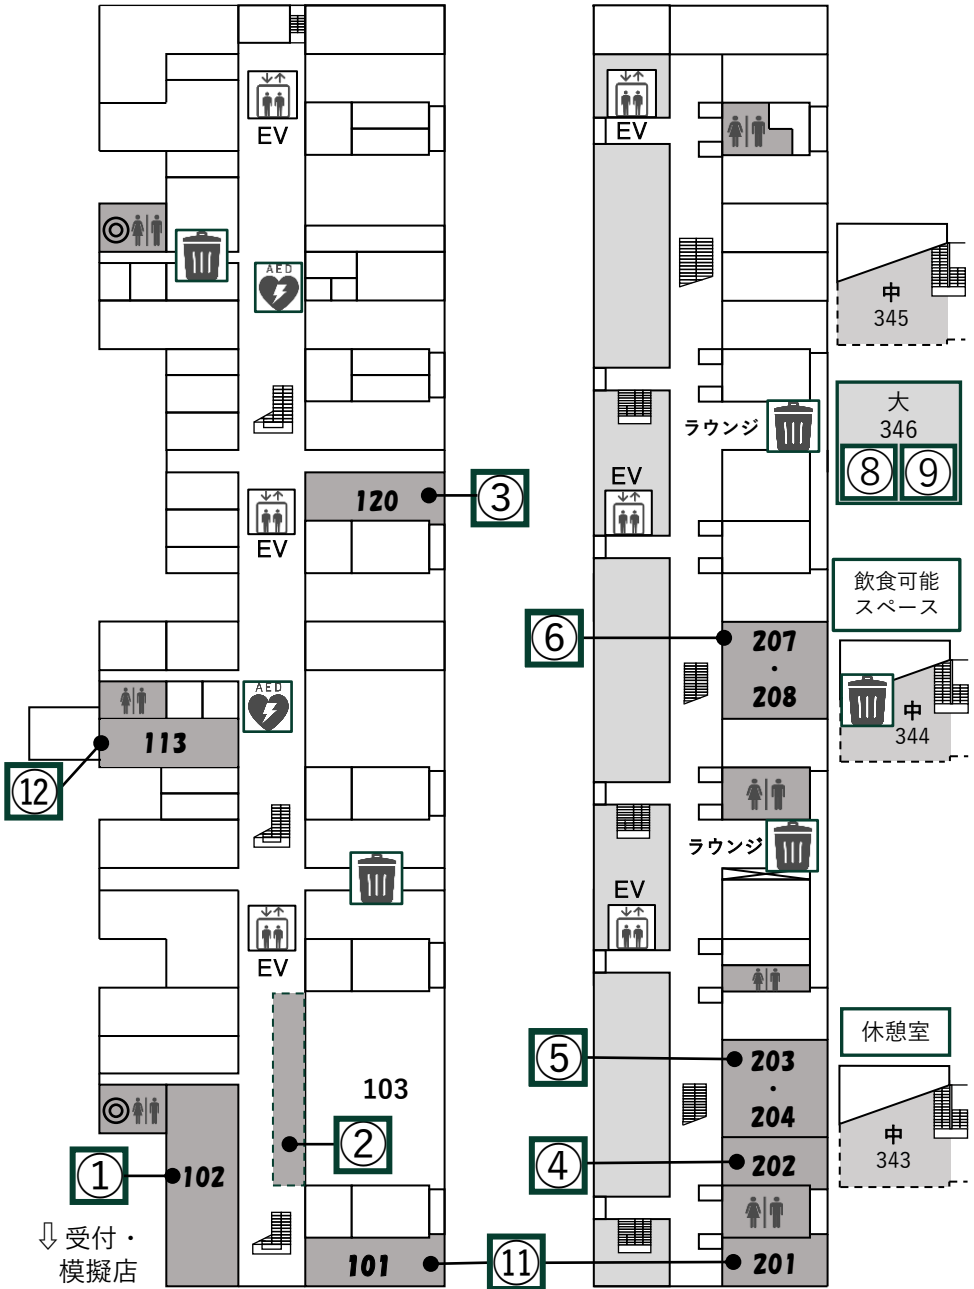 EV
AED
120
③
EV
AED
113
⑫
EV
103
②
①
102
⇩ 受付・
模擬店
101
⑪
EV
ラウンジ
EV
⑥
207
・
208
ラウンジ
EV
⑤
203
・
204
④
202
201
中
345
大
346
⑧ ⑨
飲食可能
スペース
中
344
休憩室
中
343